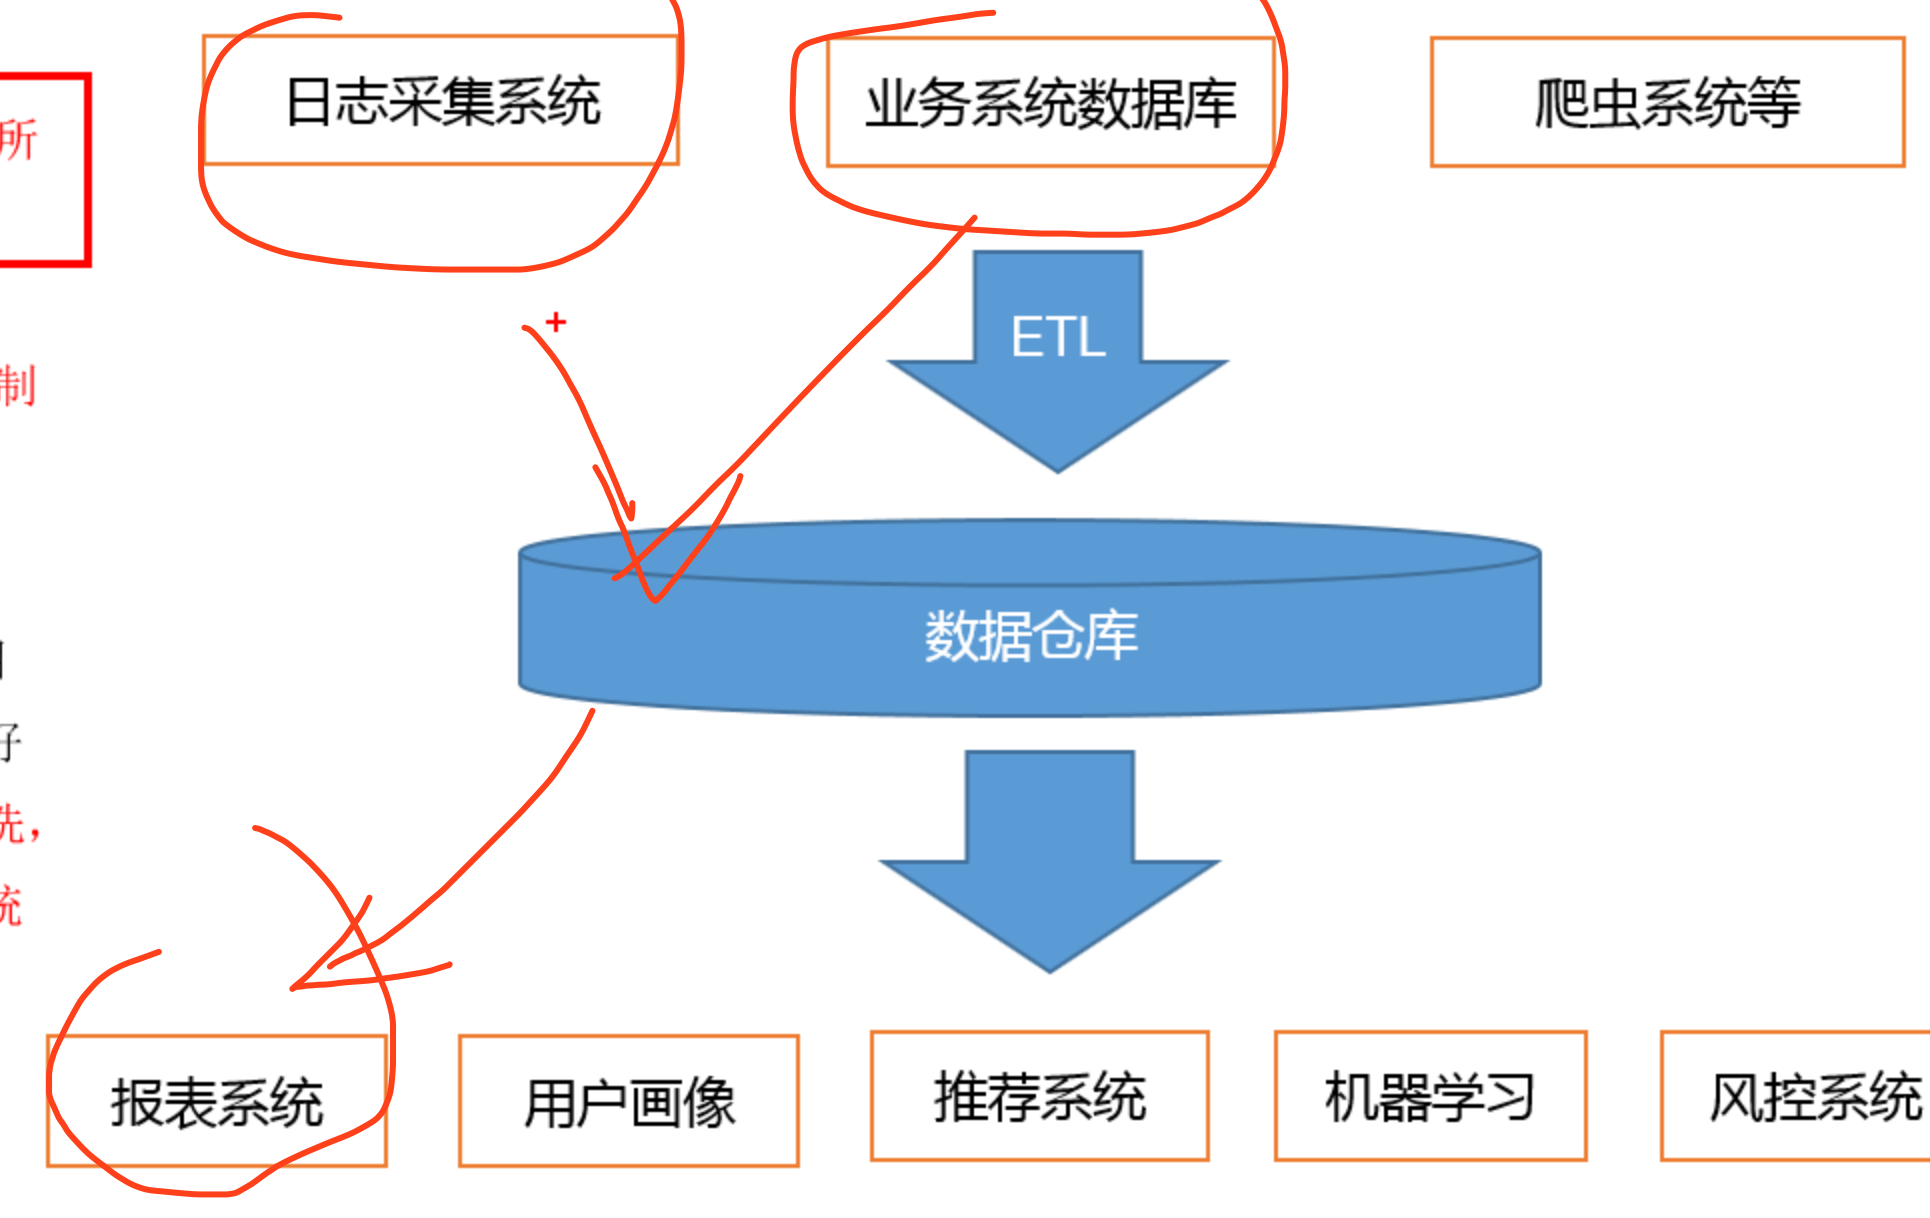 所
日志采集系统
业务系统数据库
爬虫系统等
制
ETL
数据仓库
好
洗，
统
报表系统
用户画像
推荐系统
机器学习
风控系统